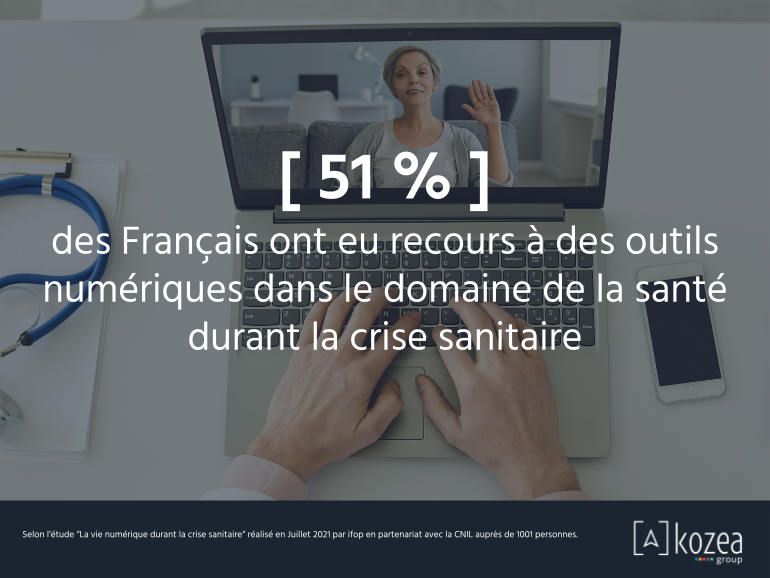 [ 51 % ]
des Français ont eu recours à des outils
numériques dans le domaine de la santé
durant la crise sanitaire
Selon l'étude "La vie numérique durant la crise sanitaire" réalisé en Juillet 2021 par ifop en partenariat avec la CNIL auprès de 1001 personnes.
[A] kozea
group